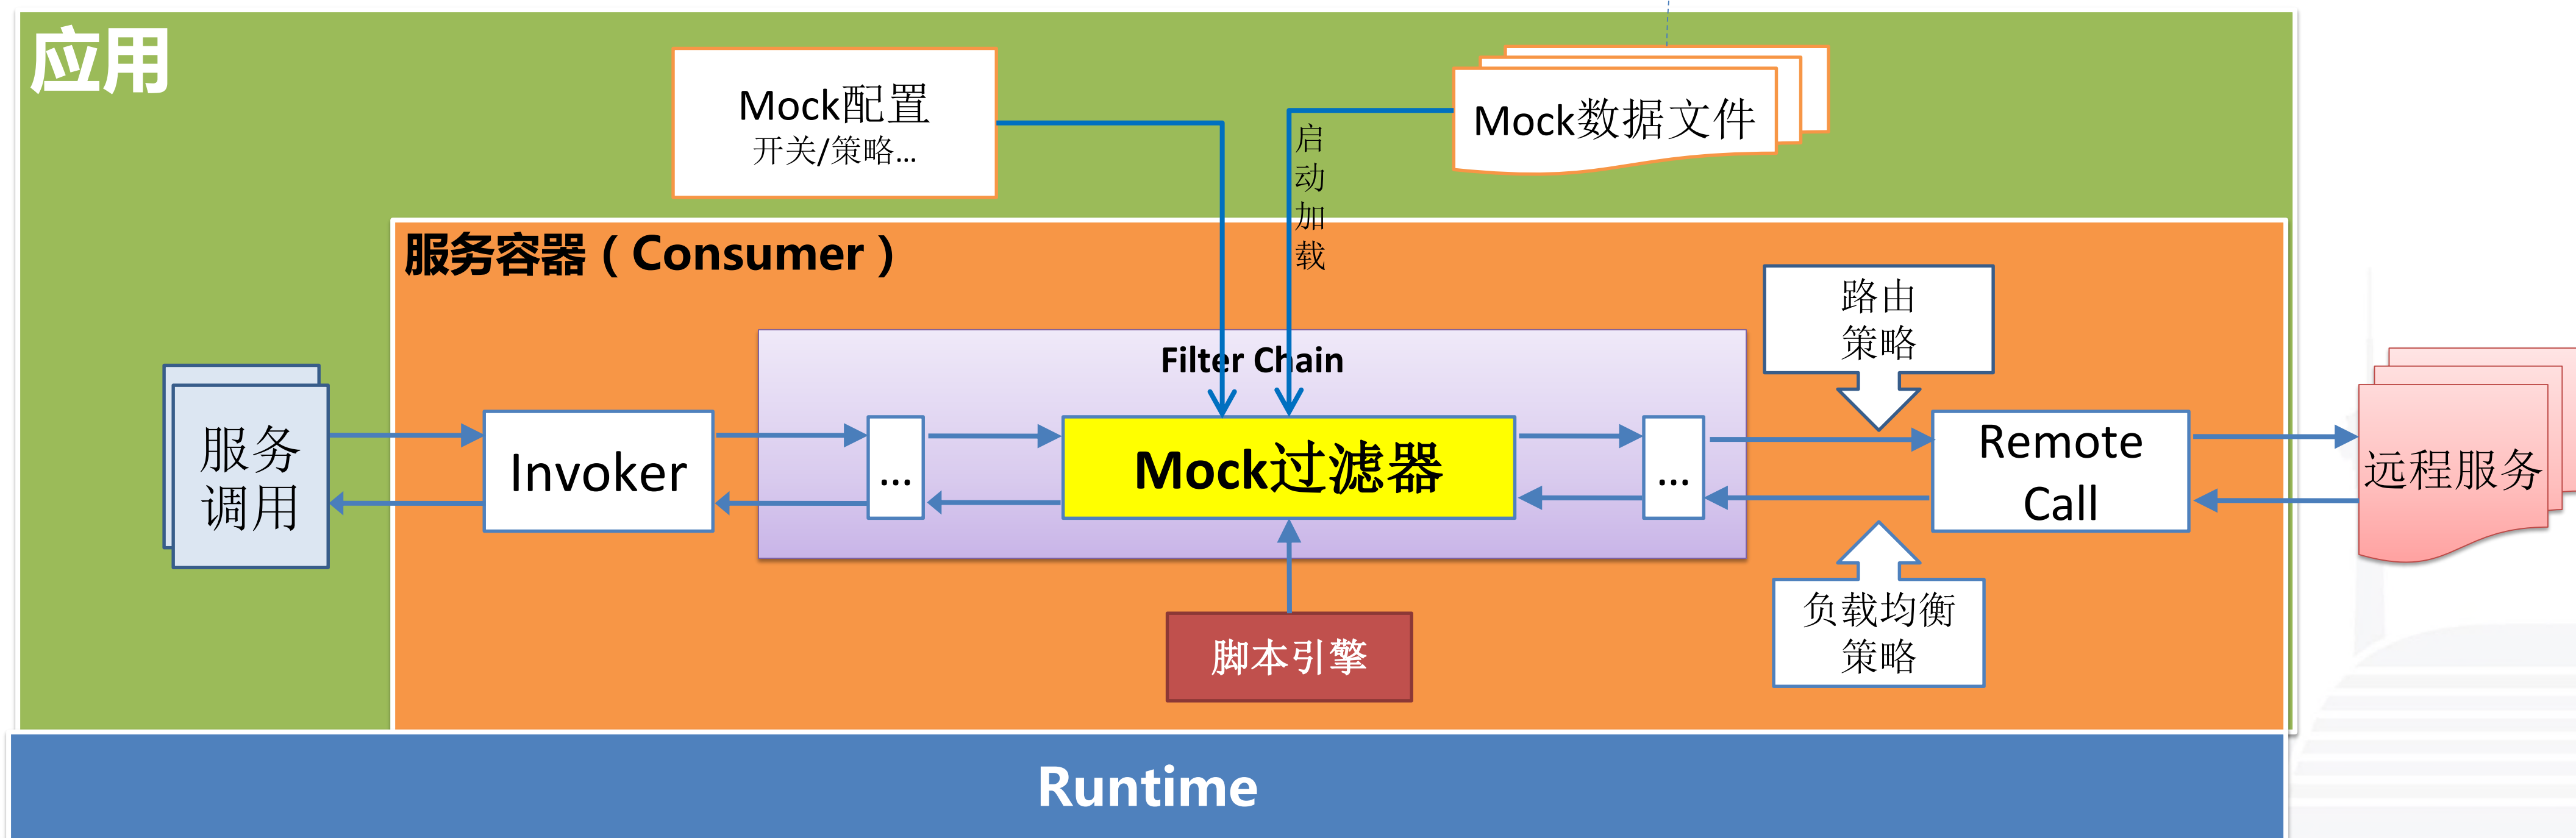 应用
Mock配置
开关/策略...
Mock数据文件
启
动
加
载
服务容器（Consumer）
路由
策略
Filter Chain
服务
调用
Invoker
...
Mock过滤器
...
Remote
Call
远程服务
脚本引擎
负载均衡
策略
Runtime